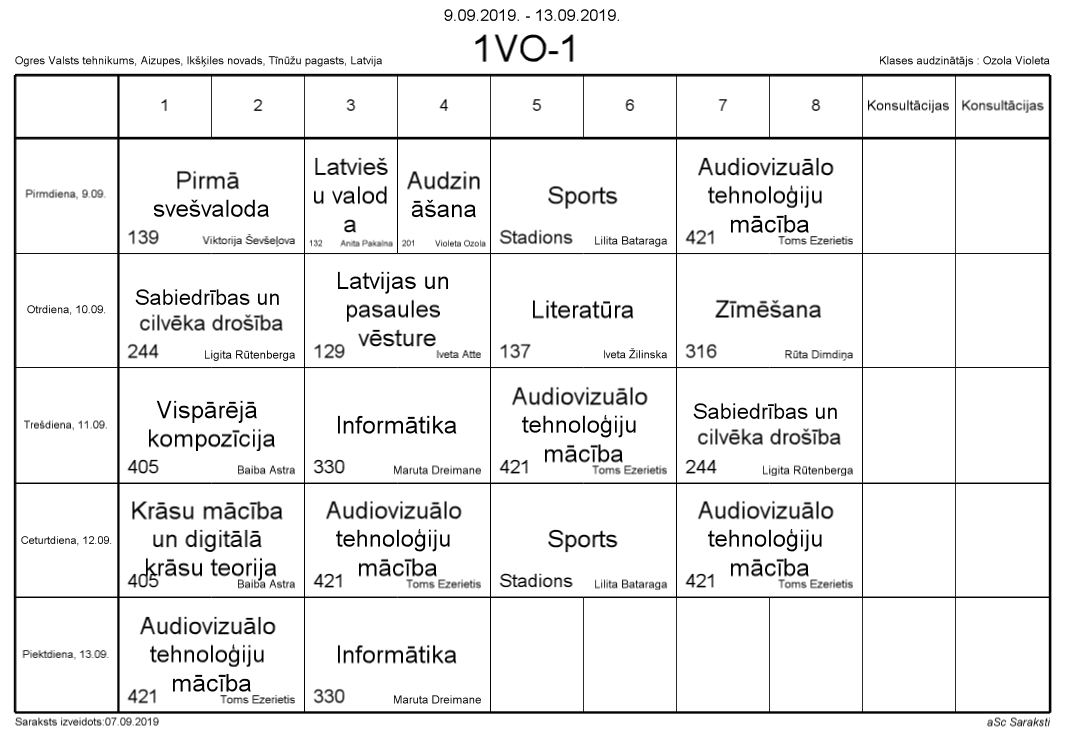 9.09.2019. - 13.09.2019.
1VO-1
Ogres Valsts tehnikums, Aizupes, Ikšķiles novads, Tīnūžu pagasts, Latvija
Klases audzinātājs : Ozola Violeta
1 2 3 4 5 6 7 8 Konsultācijas Konsultācijas
Pirmdiena, 9.09.
Pirmā
svešvaloda
139 Viktorija Ševšeļova
Latvieš
u valod
a
132 Anita Pakalna
Audzin
āšana
201 Violeta Ozola
Sports
Stadions Lilita Bataraga
Audiovizuālo
tehnoloģiju
mācība
421 Toms Ezerietis
Otrdiena, 10.09.
Sabiedrības un
cilvēka drošība
244 Ligita Rūtenberga
Latvijas un
pasaules
vēsture
129 Iveta Atte
Literatūra
137 Iveta Žilinska
Zīmēšana
316 Rūta Dimdiņa
Trešdiena, 11.09.
Vispārējā
kompozīcija
405 Baiba Astra
Informātika
330 Maruta Dreimane
Audiovizuālo
tehnoloģiju
mācība
421 Toms Ezerietis
Sabiedrības un
cilvēka drošība
244 Ligita Rūtenberga
Ceturtdiena, 12.09.
Krāsu mācība
un digitālā
krāsu teorija
405 Baiba Astra
Audiovizuālo
tehnoloģiju
mācība
421 Toms Ezerietis
Sports
Stadions Lilita Bataraga
Audiovizuālo
tehnoloģiju
mācība
421 Toms Ezerietis
Piektdiena, 13.09.
Audiovizuālo
tehnoloģiju
mācība
421 Toms Ezerietis
Informātika
330 Maruta Dreimane
Saraksts izveidots:07.09.2019
aSc Saraksti